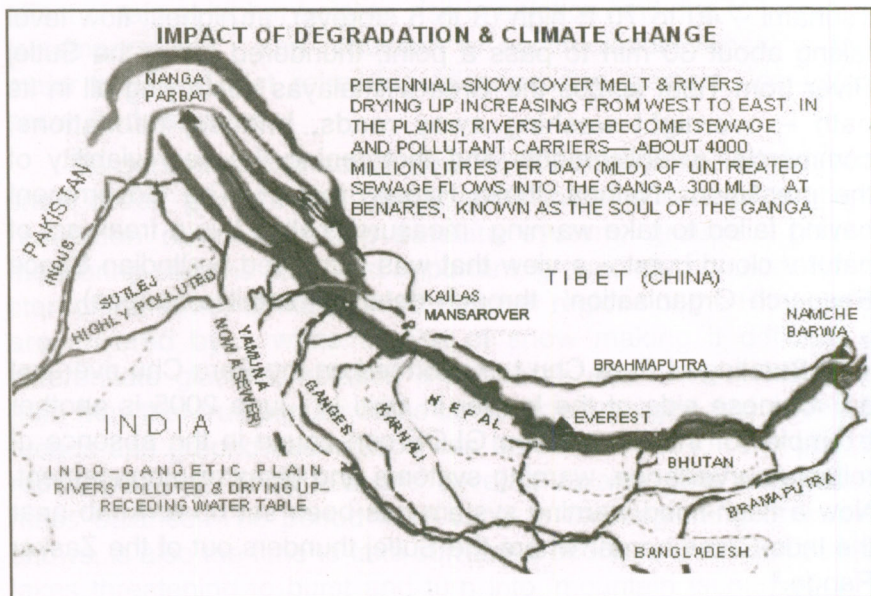 IMPACT OF DEGRADATION & CLIMATE CHANGE
NANGA
PARBAT
PERENNIAL SNOW AREAS MELTING. RIVERS
DRYING UP INCREASING FROM WEST TO EAST. IN
THE PLAINS, RIVERS HAVE BECOME SEWAGE
AND POLLUTANT CARRIERS— ABOUT 4000
MILLION LITRES PER DAY (MLD) OF UNTREATED
SEWAGE FLOWS INTO THE GANGA. 300 MLD AT
BENARES, KNOWN AS THE SOUL OF THE GANGA.
PAKISTAN
INDUS
SUTLEJ
HIGHLY POLLUTED
YAMUNA
NOW A SEWER
TIBET (CHINA)
KAILAS
MANSAROVER
NAMCHE
BARWA
BRAHMAPUTRA
GANGES
KARNALI
NEPAL
EVEREST
INDIA
INDO-GANGETIC PLAIN
RIVERS POLLUTED & DRYING UP
RECEDING WATER TABLE
BHUTAN
BRAMAPUTRA
BANGLADESH